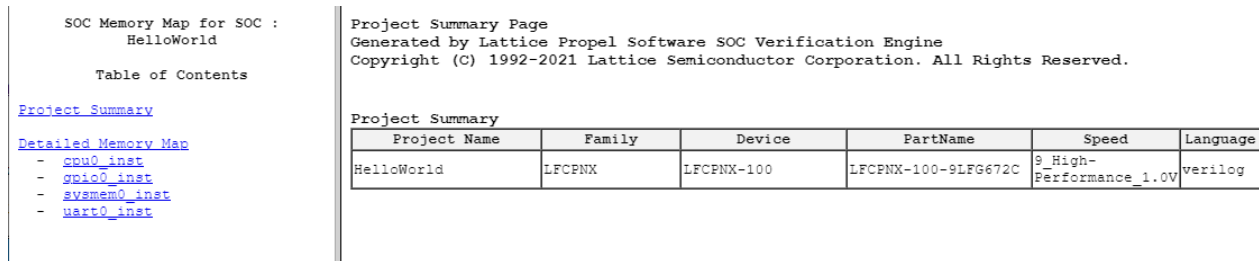 SOC Memory Map for SOC :
HelloWorld
Table of Contents
Project Summary
Detailed Memory Map
- cpu0_inst
- gpio0_inst
- sysmem0_inst
- uart0_inst
Project Summary Page
Generated by Lattice Propel Software SOC Verification Engine
Copyright (C) 1992-2021 Lattice Semiconductor Corporation. All Rights Reserved.
Project Summary
Project Name Family Device PartName Speed Language
HelloWorld LFCPNX LFCPNX-100 LFCPNX-100-9LFG672C 9_High-
Performance_1.0V verilog